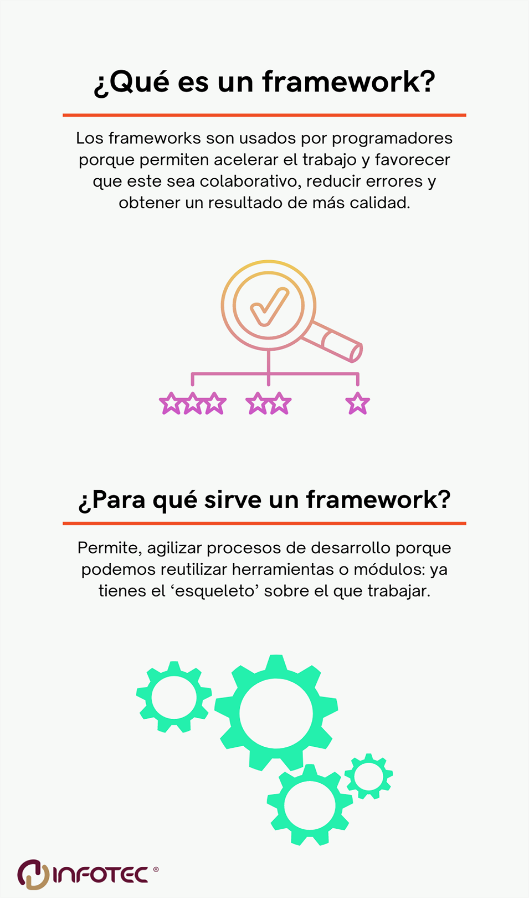 ¿Qué es un framework?
Los frameworks son usados por programadores
porque permiten acelerar el trabajo y favorecer
que este sea colaborativo, reducir errores y
obtener un resultado de más calidad.
¿Para qué sirve un framework?
Permite, agilizar procesos de desarrollo porque
podemos reutilizar herramientas o módulos: ya
tienes el ‘esqueleto’ sobre el que trabajar.
INFOTEC ®